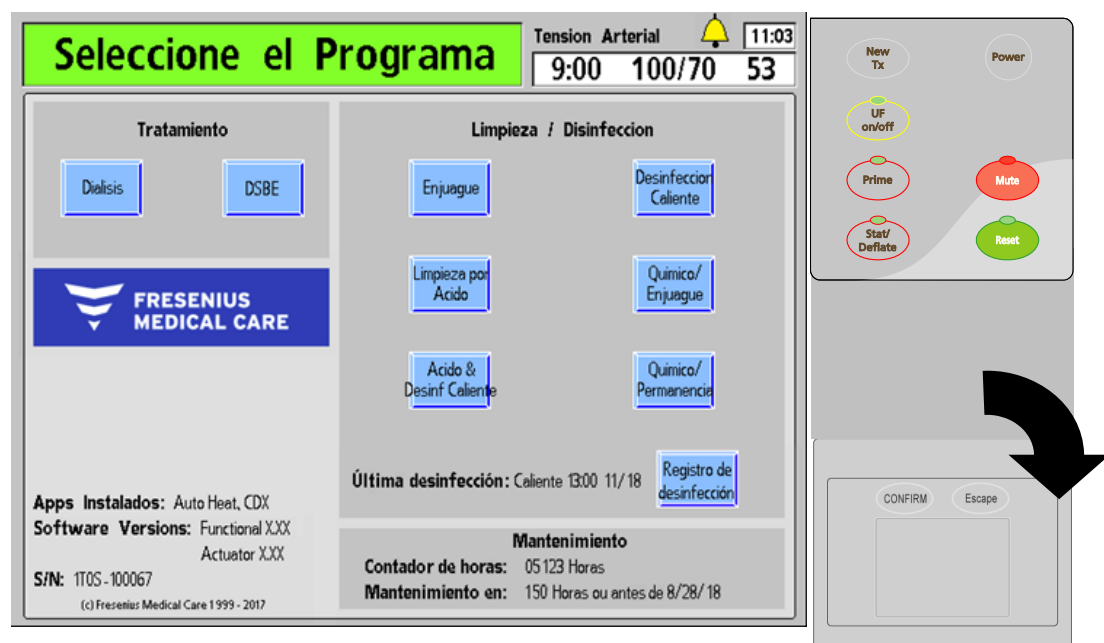 Seleccione el Programa
Tension Arterial
11:03
9:00 100/70 53
Tratamiento
Dialisis
DSBE
FRESENIUS
MEDICAL CARE
Apps Instalados: Auto Heat, CDX
Software Versions: Functional X.XX
Actuator X.XX
S/N: 1T0S-100067
(c) Fresenius Medical Care 1999 - 2017
Limpieza / Disinfeccion
Enjuague
Desinfeccion
Caliente
Limpieza por
Acido
Quimico/
Enjuague
Acido &
Desinf Caliente
Quimico/
Permanencia
Última desinfección: Caliente 13:00 11/ 18
Registro de
desinfección
Mantenimiento
Contador de horas: 05123 Horas
Mantenimiento en: 150 Horas ou antes de 8/28/ 18
New
Tx
Power
UF
on/off
Prime
Mute
Stat/
Deflate
Reset
CONFIRM
Escape